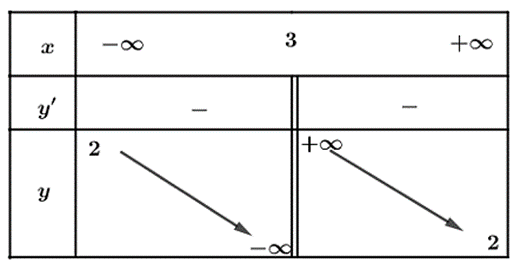 x −∞ 3 +∞
y′ − −
2 +∞
y
−∞ 2